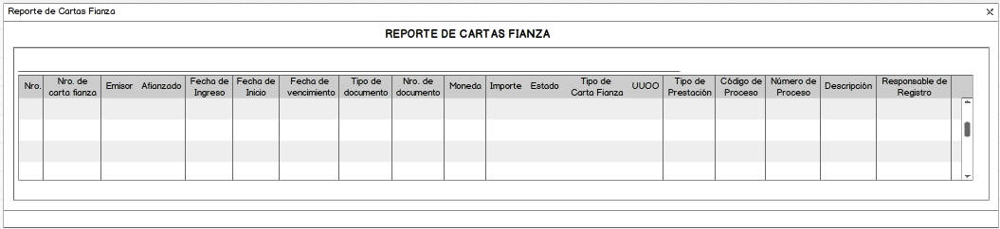 Reporte de Cartas Fianza
REPORTE DE CARTAS FIANZA
Nro. Nro. de carta fianza Emisor Afianzado Fecha de Ingreso Fecha de Inicio Fecha de vencimiento Tipo de documento Nro. de documento Moneda Importe Estado Tipo de Carta Fianza UUOO Tipo de Prestación Código de Proceso Número de Proceso Descripción Responsable de Registro